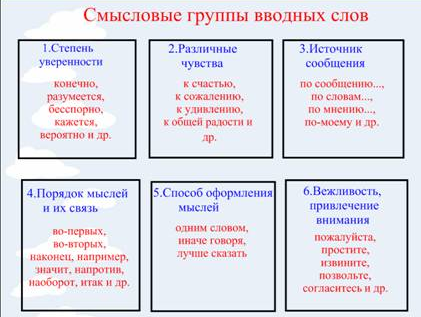 Смысловые группы вводных слов
1.Степень
уверенности
конечно,
разумеется,
бесспорно,
кажется,
вероятно и др.
2.Различные
чувства
к счастью,
к сожалению,
к удивлению,
к общей радости и
др.
3.Источник
сообщения
по сообщению...,
по словам...,
по мнению...,
по-моему и др.
4.Порядок мыслей
и их связь
во-первых,
во-вторых,
наконец, например,
значит, напротив,
наоборот, итак и др.
5.Способ оформления
мыслей
одним словом,
иначе говоря,
лучше сказать
6.Вежливость,
привлечение
внимания
пожалуйста,
простите,
извините,
позвольте,
согласитесь и др.